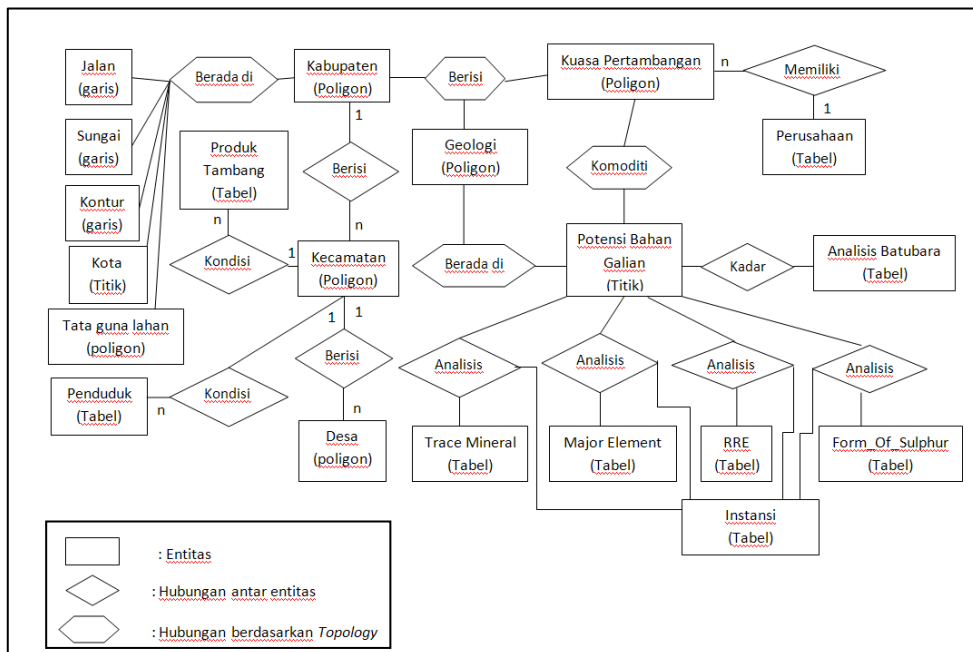 Jalan
(garis)
Berada di
Kabupaten
(Poligon)
Berisi
Kuasa Pertambangan
(Poligon)
n
Memiliki
1
Perusahaan
(Tabel)
Sungai
(garis)
Produk
Tambang
(Tabel)
1
Berisi
n
Geologi
(Poligon)
Komoditi
Kontur
(garis)
n
Kondisi
1
Kecamatan
(Poligon)
Berada di
Potensi Bahan
Galian
(Titik)
Kadar
Analisis Batubara
(Tabel)
Kota
(Titik)
Tata guna lahan
(poligon)
1
1
Berisi
n
Analisis
Analisis
Analisis
Analisis
Penduduk
(Tabel)
n
Kondisi
Desa
(poligon)
Trace Mineral
(Tabel)
Major Element
(Tabel)
RRE
(Tabel)
Form_Of_Sulphur
(Tabel)
Instansi
(Tabel)
: Entitas
: Hubungan antar entitas
: Hubungan berdasarkan Topology